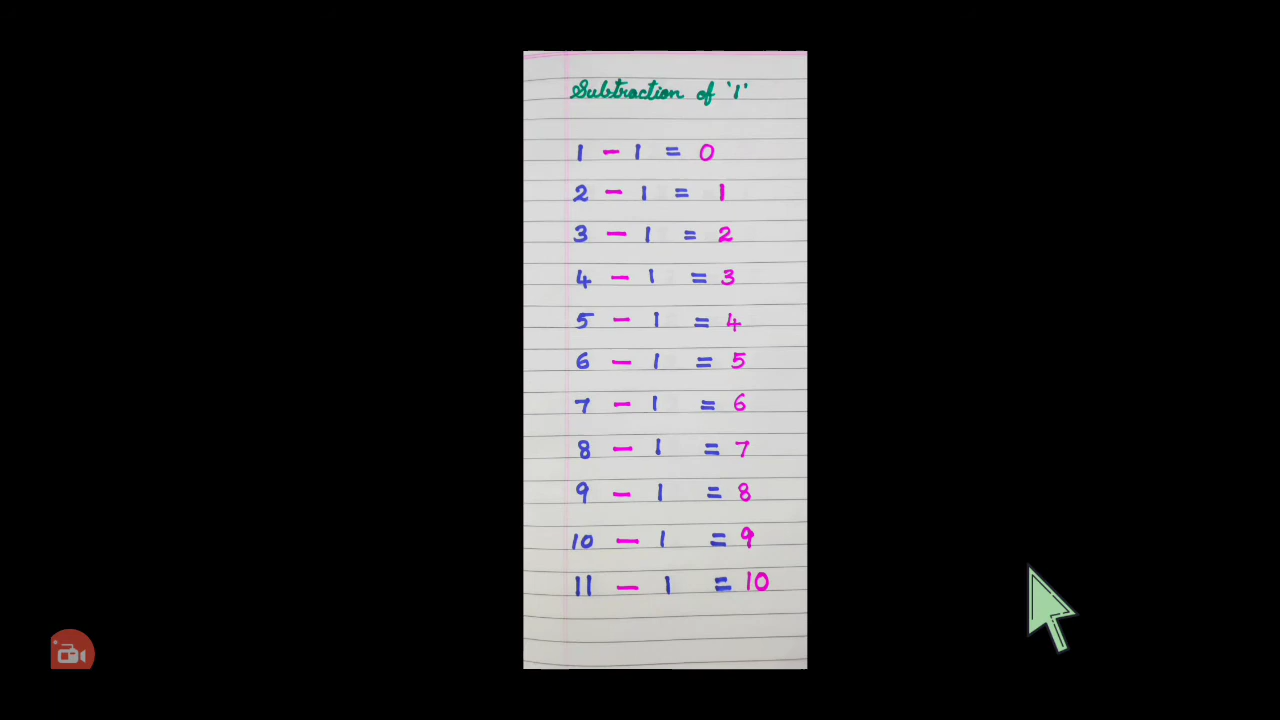 Subtraction of '1'
1 - 1 = 0
2 - 1 = 1
3 - 1 = 2
4 - 1 = 3
5 - 1 = 4
6 - 1 = 5
7 - 1 = 6
8 - 1 = 7
9 - 1 = 8
10 - 1 = 9
11 - 1 = 10